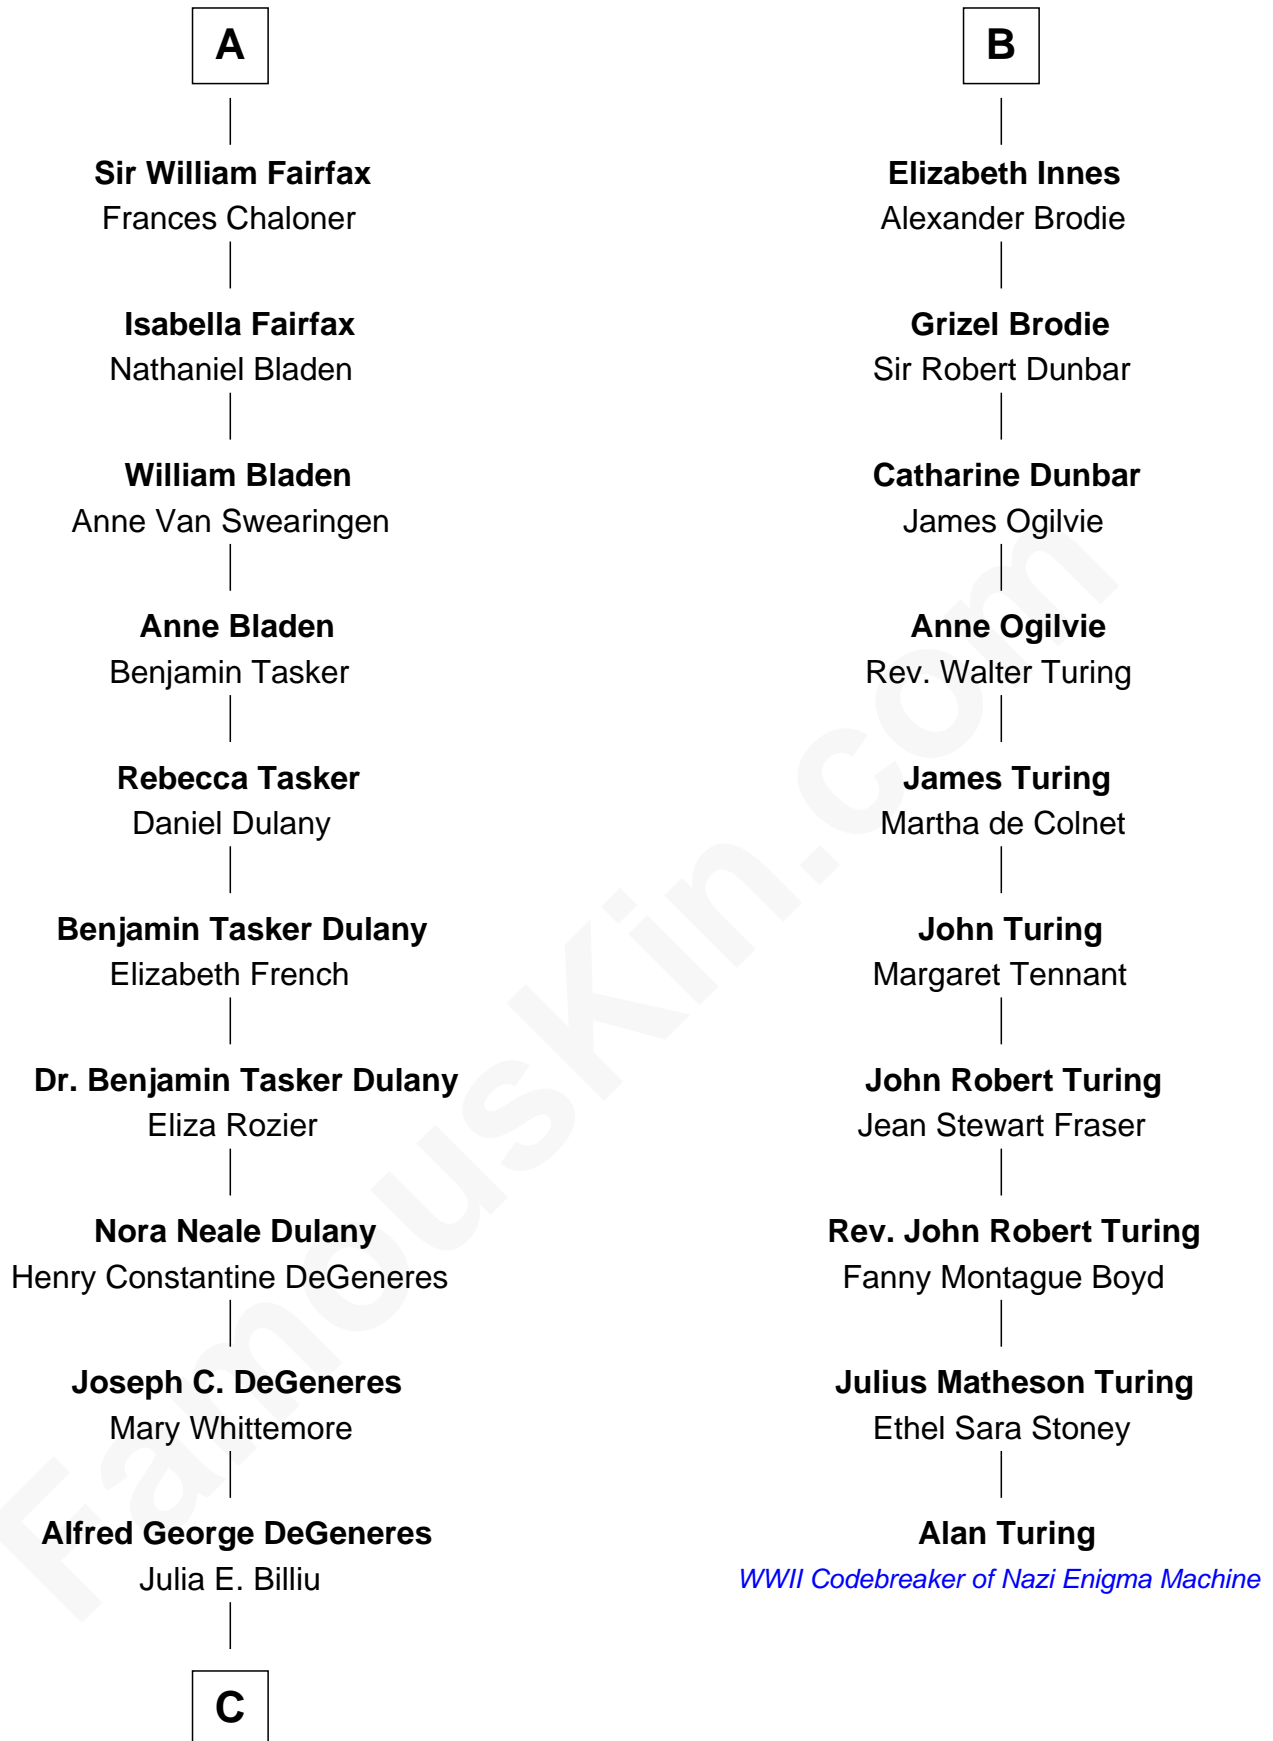 A
Sir William Fairfax
Frances Chaloner
Isabella Fairfax
Nathaniel Bladen
William Bladen
Anne Van Swearingen
Anne Bladen
Benjamin Tasker
Rebecca Tasker
Daniel Dulany
Benjamin Tasker Dulany
Elizabeth French
Dr. Benjamin Tasker Dulany
Eliza Rozier
Nora Neale Dulany
Henry Constantine DeGeneres
Joseph C. DeGeneres
Mary Whittemore
Alfred George DeGeneres
Julia E. Billiu
C
B
Elizabeth Innes
Alexander Brodie
Grizel Brodie
Sir Robert Dunbar
Catharine Dunbar
James Ogilvie
Anne Ogilvie
Rev. Walter Turing
James Turing
Martha de Colnet
John Turing
Margaret Tennant
John Robert Turing
Jean Stewart Fraser
Rev. John Robert Turing
Fanny Montague Boyd
Julius Matheson Turing
Ethel Sara Stoney
Alan Turing
WWII Codebreaker of Nazi Enigma Machine
FamousKin.com